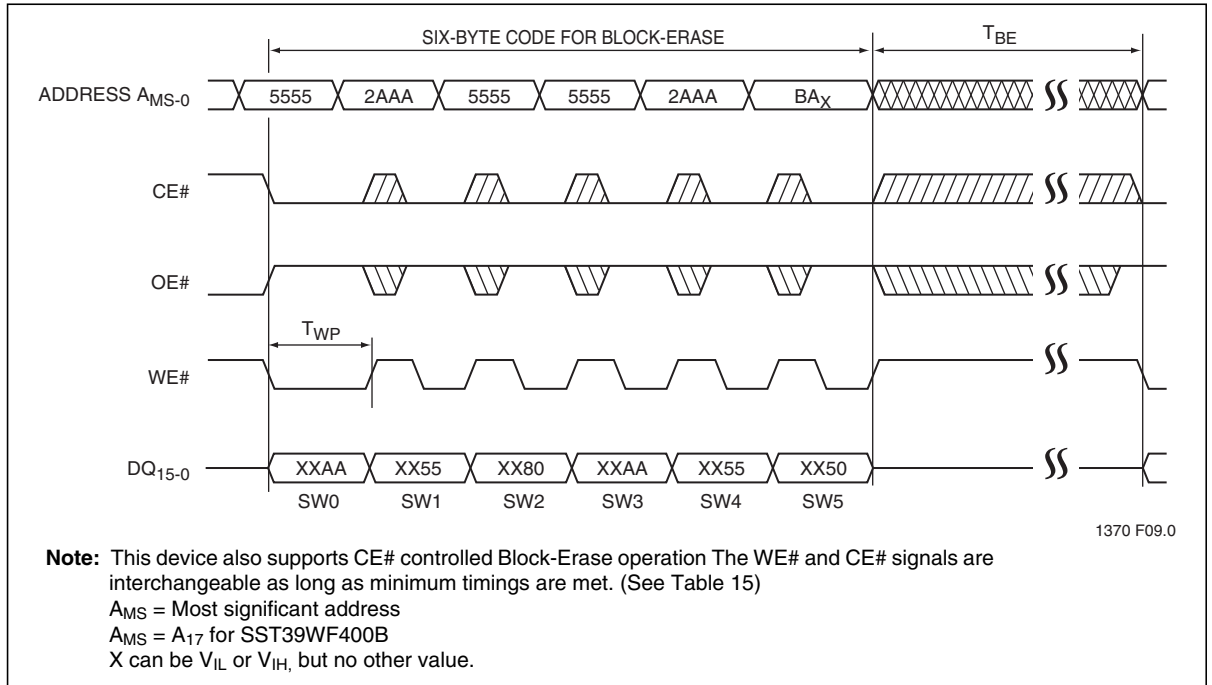 SIX-BYTE CODE FOR BLOCK-ERASE TBE
ADDRESS AMS-0 5555 2AAA 5555 5555 2AAA BAX
CE#
OE#
TWP
WE#
DQ15-0 XXAA XX55 XX80 XXAA XX55 XX50
SW0 SW1 SW2 SW3 SW4 SW5
1370 F09.0
Note: This device also supports CE# controlled Block-Erase operation The WE# and CE# signals are
interchangeable as long as minimum timings are met. (See Table 15)
AMS = Most significant address
AMS = A17 for SST39WF400B
X can be VIL or VIH, but no other value.